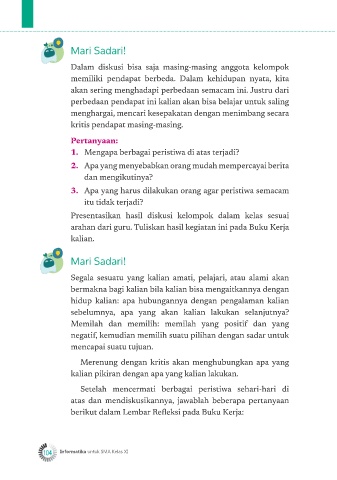 Mari Sadari!
Dalam diskusi bisa saja masing-masing anggota kelompok
memiliki pendapat berbeda. Dalam kehidupan nyata, kita
akan sering menghadapi perbedaan semacam ini. Justru dari
perbedaan pendapat ini kalian akan bisa belajar untuk saling
menghargai, mencari kesepakatan dengan menimbang secara
kritis pendapat masing-masing.
Pertanyaan:
1. Mengapa berbagai peristiwa di atas terjadi?
2. Apa yang menyebabkan orang mudah mempercayai berita
dan mengikutinya?
3. Apa yang harus dilakukan orang agar peristiwa semacam
itu tidak terjadi?
Presentasikan hasil diskusi kelompok dalam kelas sesuai
arahan dari guru. Tuliskan hasil kegiatan ini pada Buku Kerja
kalian.
Mari Sadari!
Segala sesuatu yang kalian amati, pelajari, atau alami akan
bermakna bagi kalian bila kalian bisa mengaitkannya dengan
hidup kalian: apa hubungannya dengan pengalaman kalian
sebelumnya, apa yang akan kalian lakukan selanjutnya?
Memilah dan memilih: memilah yang positif dan yang
negatif, kemudian memilih suatu pilihan dengan sadar untuk
mencapai suatu tujuan.
Merenung dengan kritis akan menghubungkan apa yang
kalian pikiran dengan apa yang kalian lakukan.
Setelah mencermati berbagai peristiwa sehari-hari di
atas dan mendiskusikannya, jawablah beberapa pertanyaan
berikut dalam Lembar Refleksi pada Buku Kerja:
104 Informatika untuk SMA Kelas XI